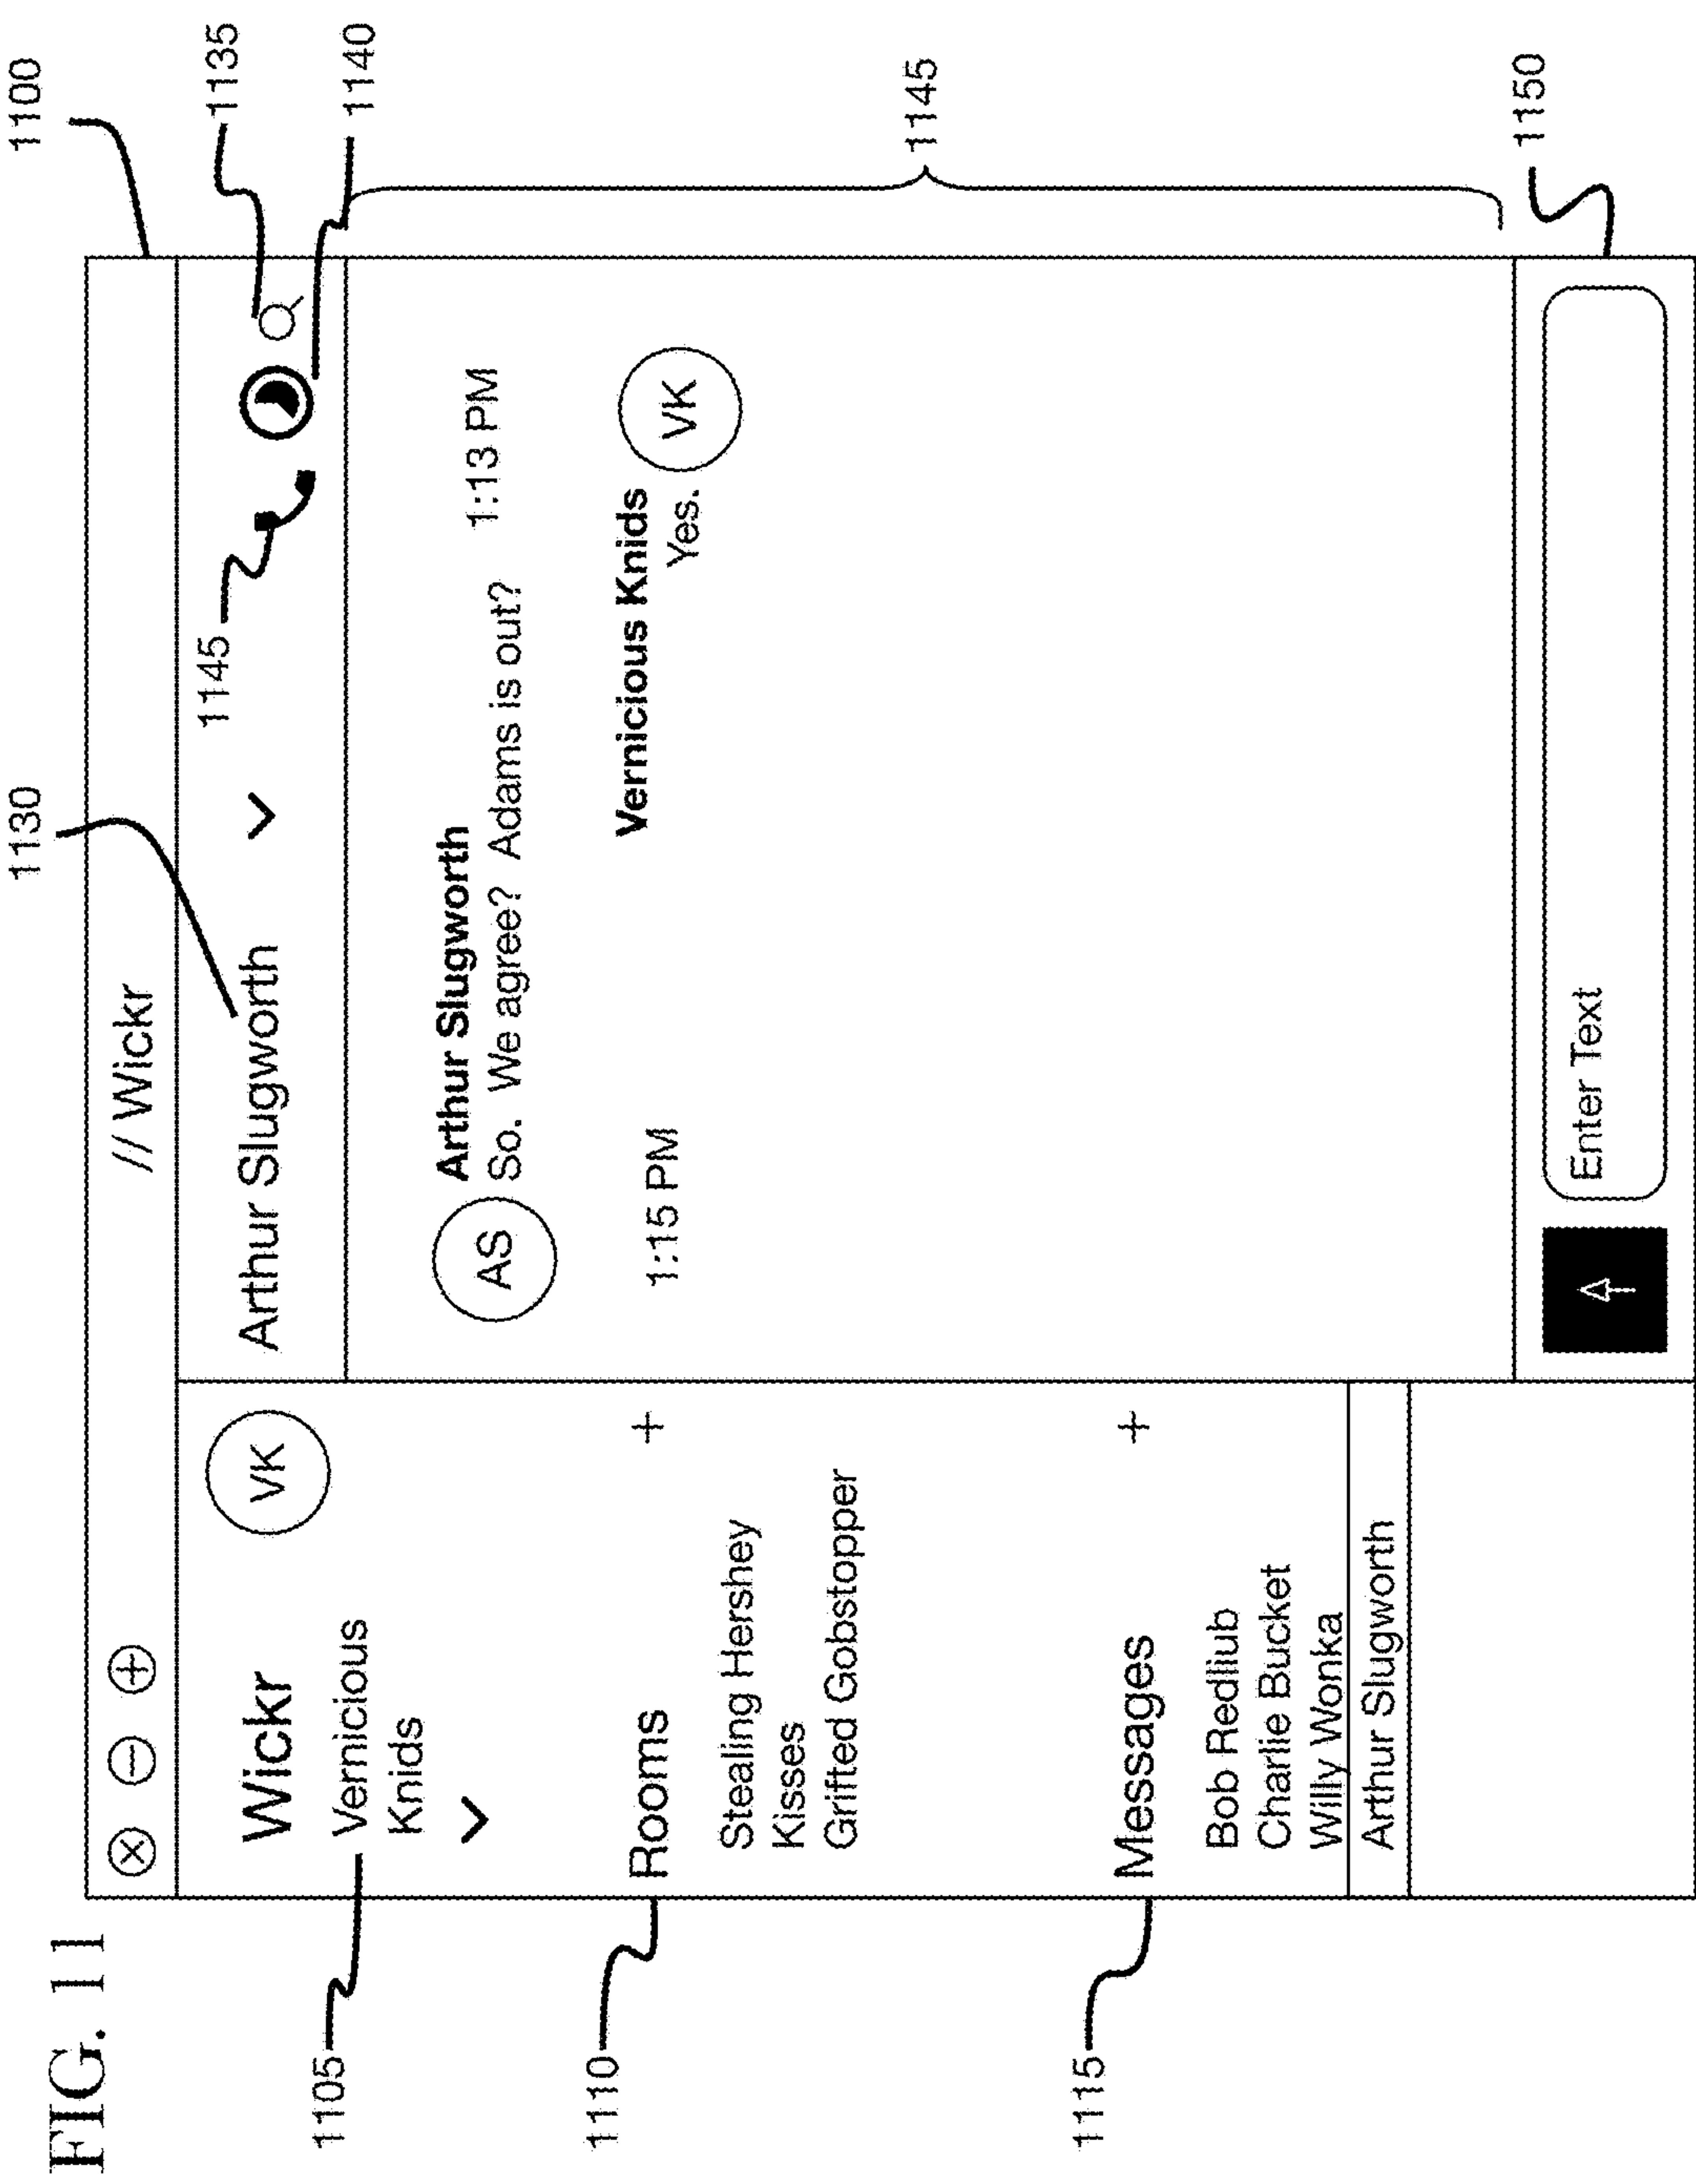 FIG. 11
1100
1130
// Wickr
1105
Wickr
VK
Vernicious
Knids
Arthur Slugworth
1145
1135
1140
1110
Rooms
+
Stealing Hershey
Kisses
Grifted Gobstopper
1115
Messages
+
Bob Redliub
Charlie Bucket
Willy Wonka
Arthur Slugworth
AS
Arthur Slugworth
So. We agree? Adams is out?
1:13 PM
1:15 PM
Vernicious Knids
Yes.
VK
1145
Enter Text
1150